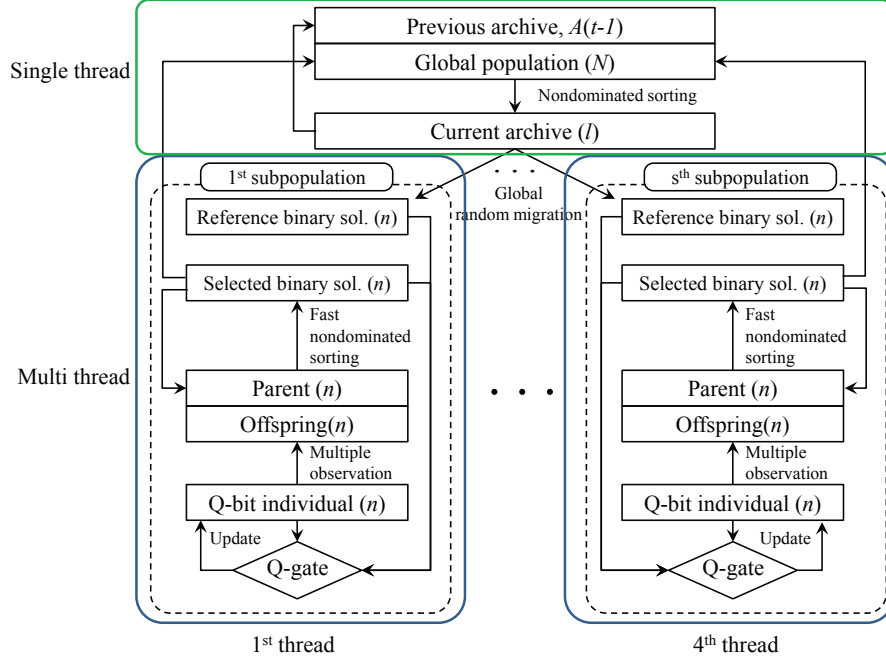 Previous archive, A(t-1)
Single thread
Global population (N)
Nondominated sorting
Current archive (l)
1st subpopulation
. . .
Global
random migration
sth subpopulation
Reference binary sol. (n)
Reference binary sol. (n)
Selected binary sol. (n)
Selected binary sol. (n)
Fast
nondominated
sorting
Fast
nondominated
sorting
Multi thread
Parent (n)
Offspring(n)
. . .
Parent (n)
Offspring(n)
Multiple
observation
Multiple
observation
Q-bit individual (n)
Q-bit individual (n)
Update
Q-gate
Update
Q-gate
1st thread
4th thread